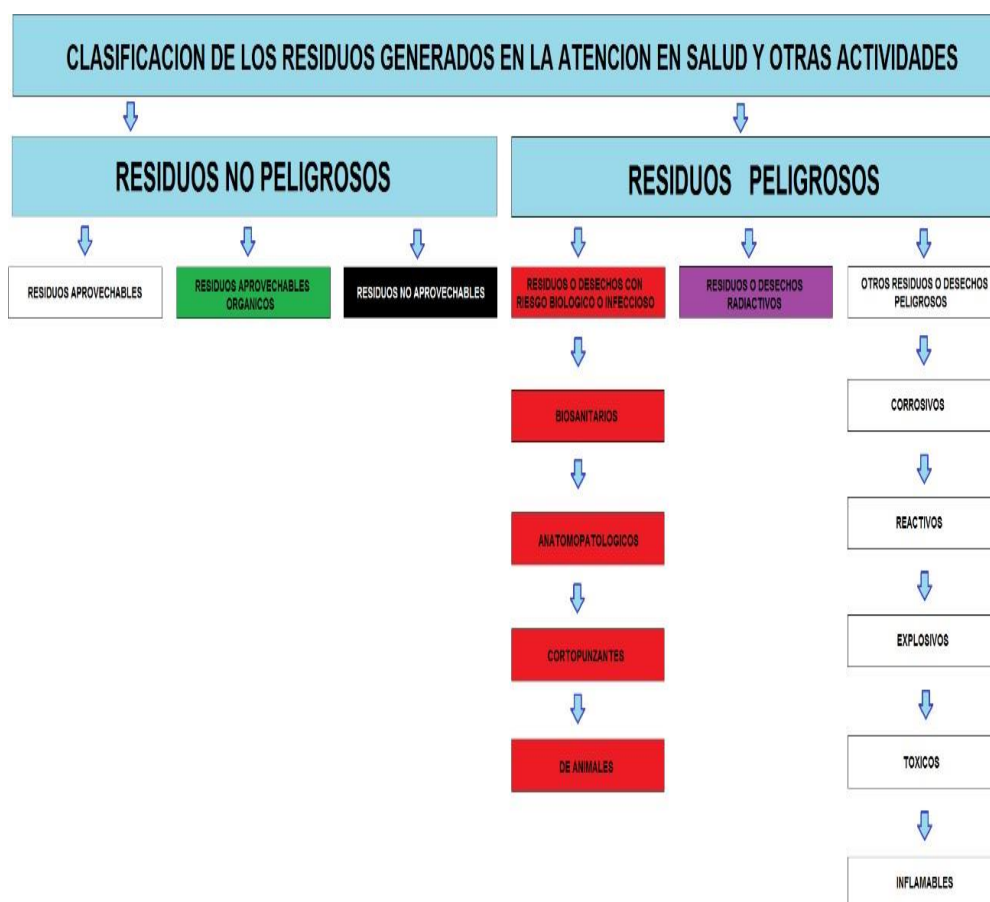 CLASIFICACION DE LOS RESIDUOS GENERADOS EN LA ATENCION EN SALUD Y OTRAS ACTIVIDADES
RESIDUOS NO PELIGROSOS
RESIDUOS PELIGROSOS
RESIDUOS APROVECHABLES
RESIDUOS APROVECHABLES
ORGANICOS
RESIDUOS NO APROVECHABLES
RESIDUOS O DESECHOS CON
RIESGO BIOLOGICO O INFECCIOSO
RESIDUOS O DESECHOS
RADIACTIVOS
OTROS RESIDUOS O DESECHOS
PELIGROSOS
BIOSANITARIOS
ANATOMOPATOLOGICOS
CORTOPUNZANTES
DE ANIMALES
CORROSIVOS
REACTIVOS
EXPLOSIVOS
TOXICOS
INFLAMABLES